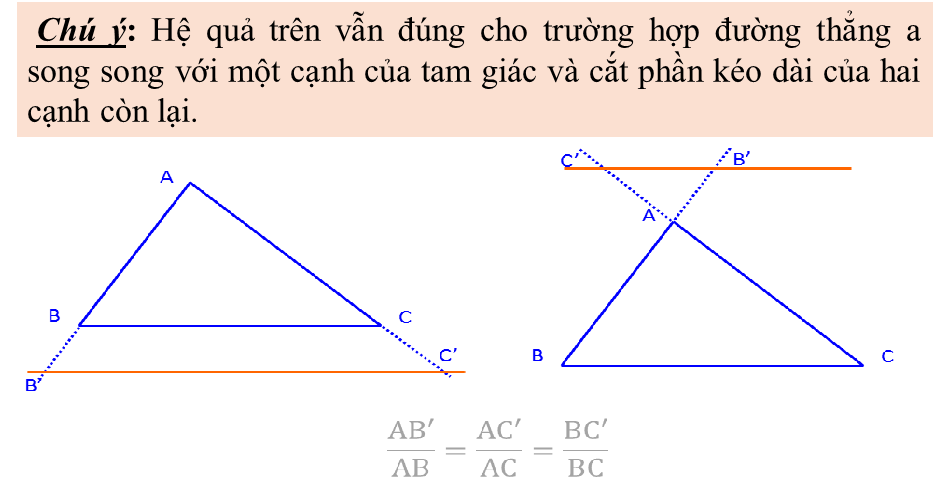 Chú ý: Hệ quả trên vẫn đúng cho trường hợp đường thẳng a
song song với một cạnh của tam giác và cắt phần kéo dài của hai
cạnh còn lại.
A
B
C
B'
C'
C'
B'
A
B
C
AB′/AB = AC′/AC = BC′/BC